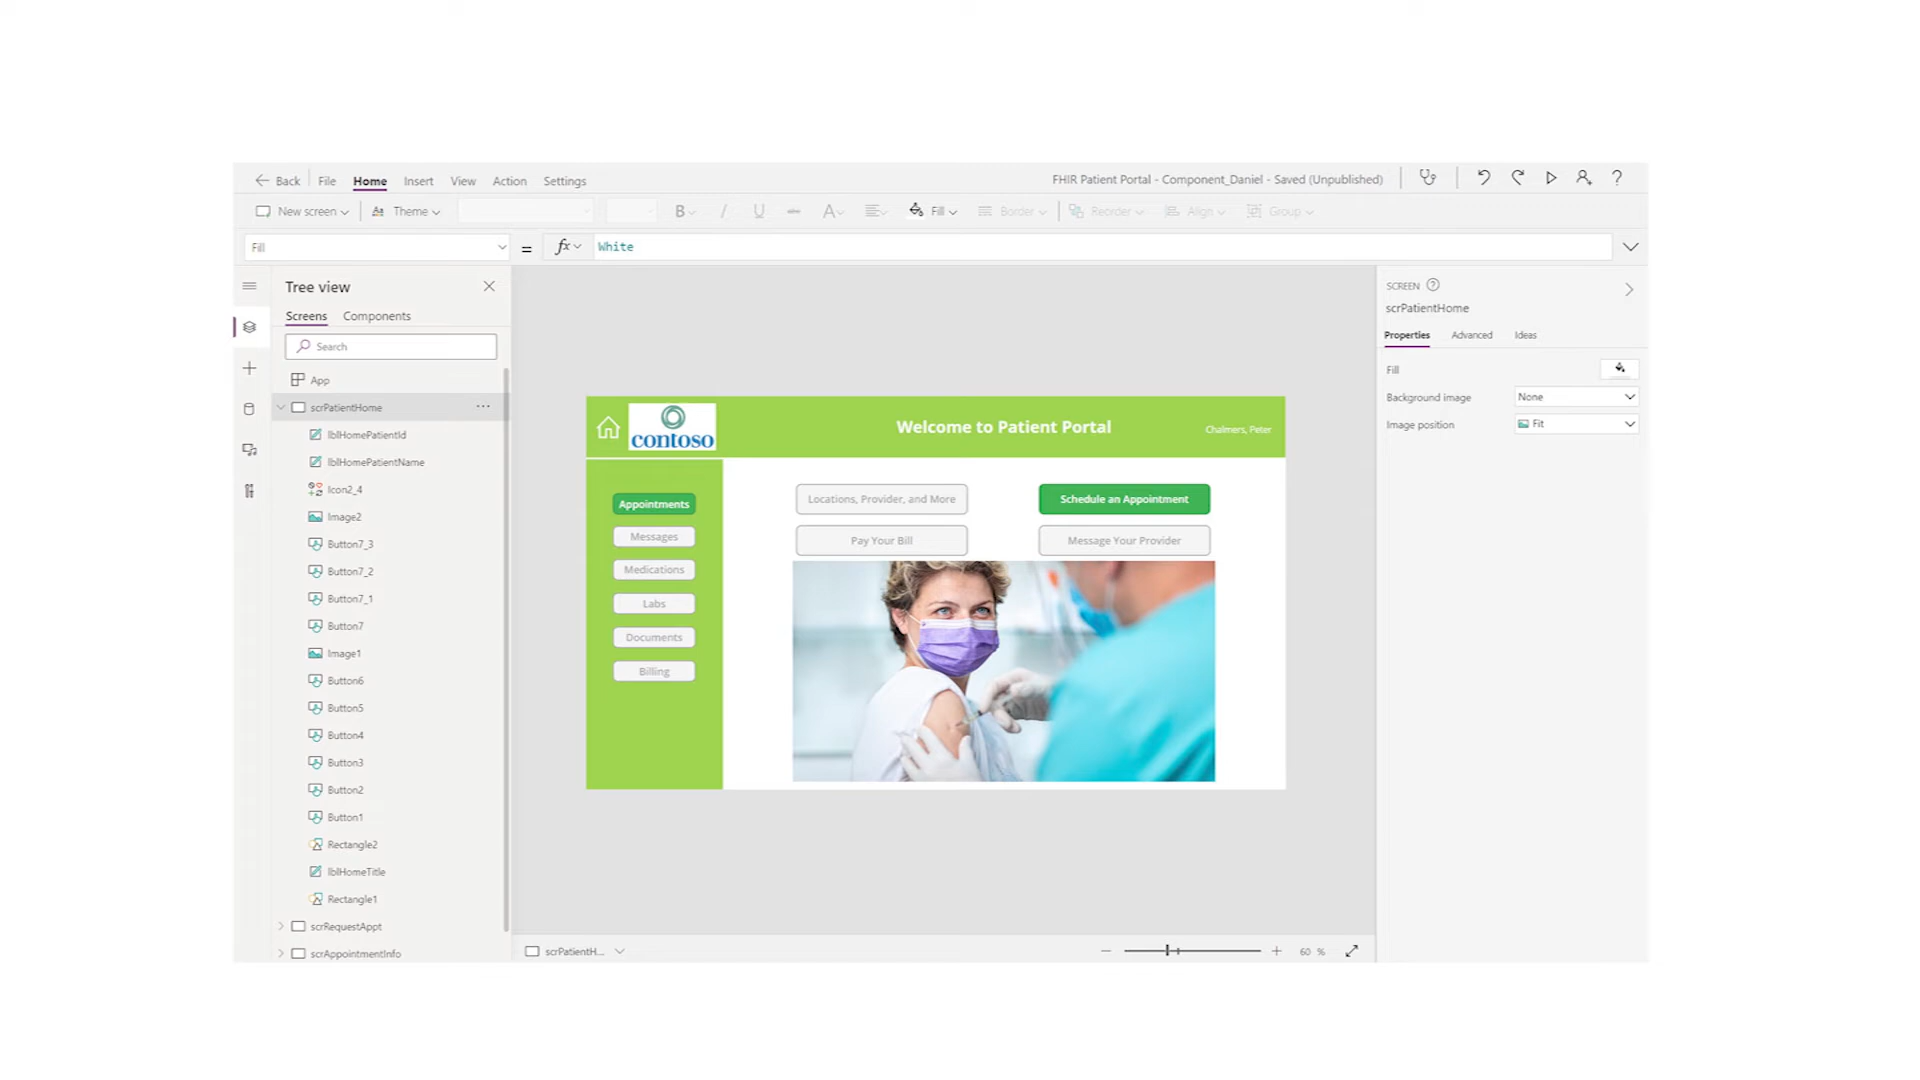 Back File Home Insert View Action Settings FHIR Patient Portal - Component_Daniel - Saved (Unpublished) ?
New screen Aa Theme B / U A Fill Border Reorder Align Group
Fill = fx White
Tree view
Screens Components
Search
App
scrPatientHome ...
lblHomePatientId
lblHomePatientName
Icon2_4
Image2
Button7_3
Button7_2
Button7_1
Button7
Image1
Button6
Button5
Button4
Button3
Button2
Button1
Rectangle2
lblHomeTitle
Rectangle1
scrRequestAppt
scrAppointmentInfo
contoso
Welcome to Patient Portal
Chalmers, Peter
Appointments
Messages
Medications
Labs
Documents
Billing
Locations, Provider, and More
Schedule an Appointment
Pay Your Bill
Message Your Provider
scrPatientH... 60 %
SCREEN ?
scrPatientHome
Properties Advanced Ideas
Fill
Background image None
Image position Fit